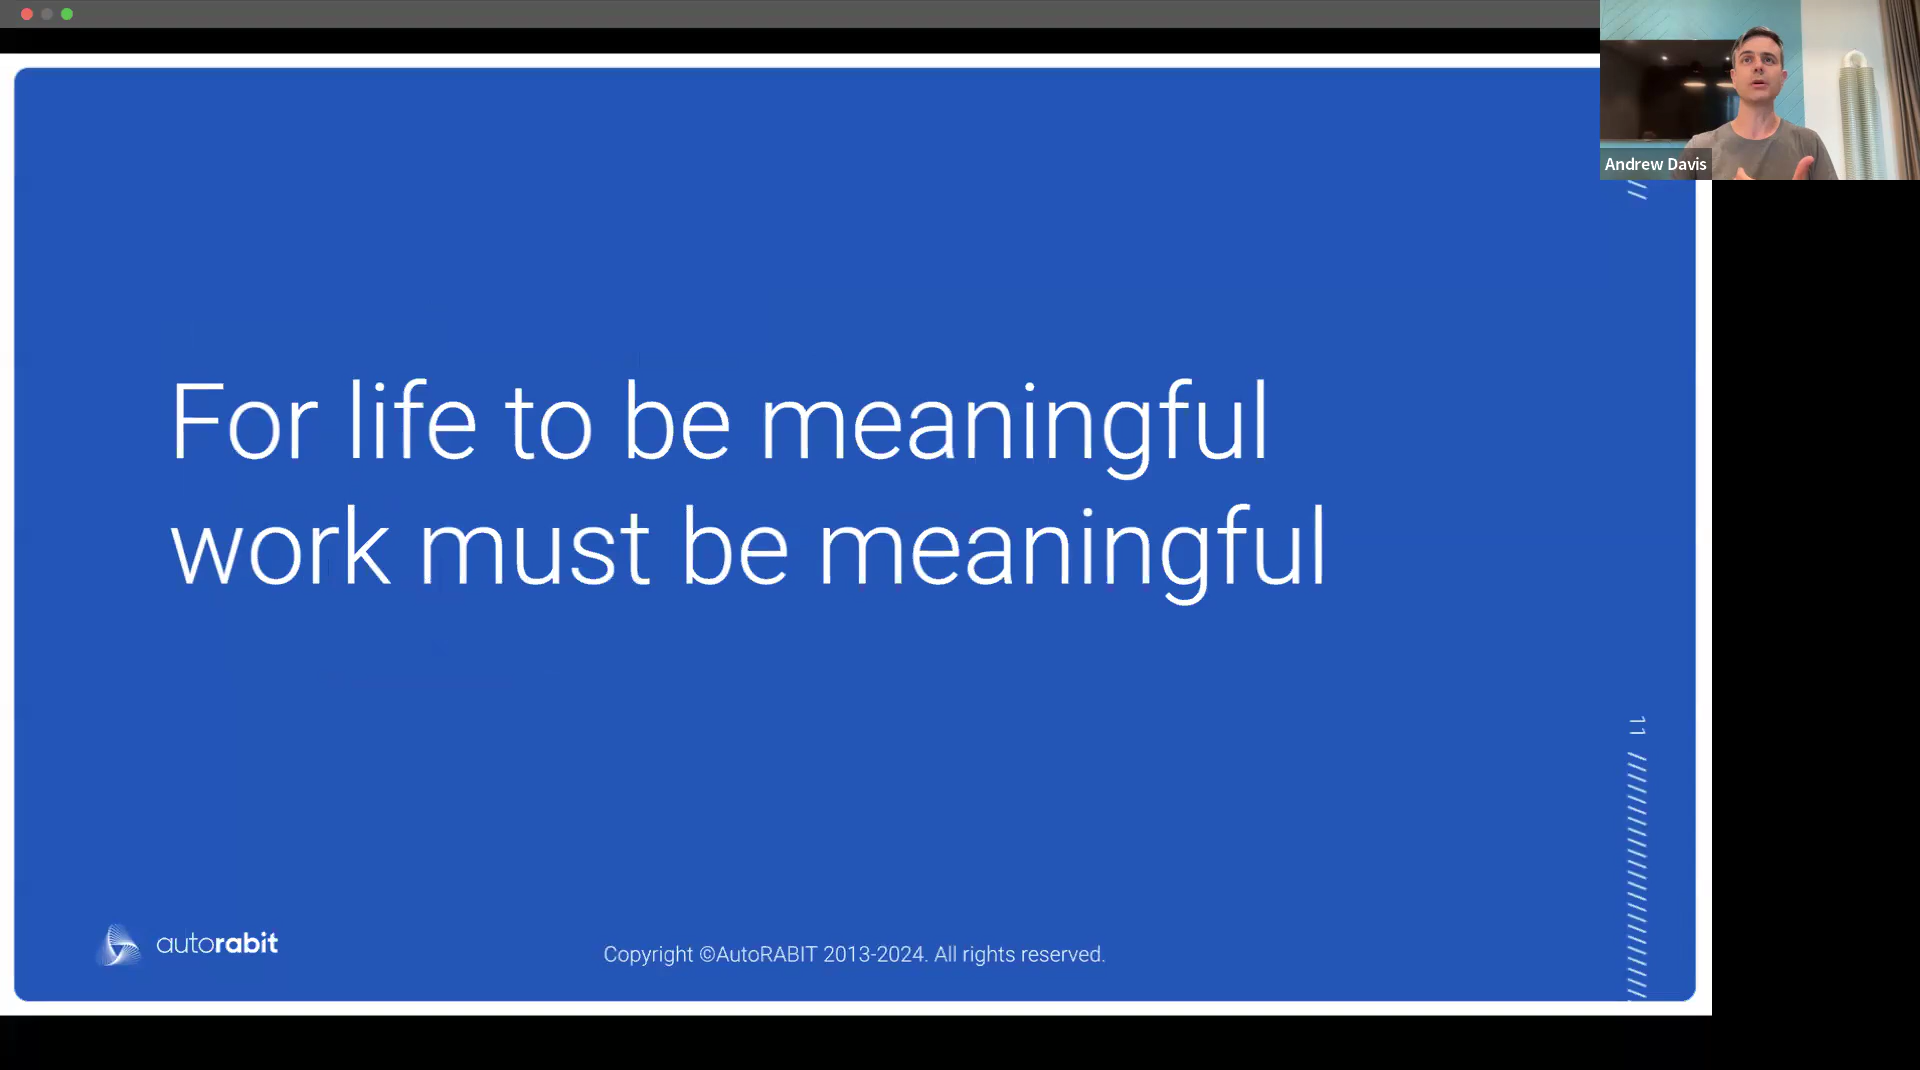 Andrew Davis
For life to be meaningful
work must be meaningful
11
autorabit
Copyright ©AutoRABIT 2013-2024. All rights reserved.